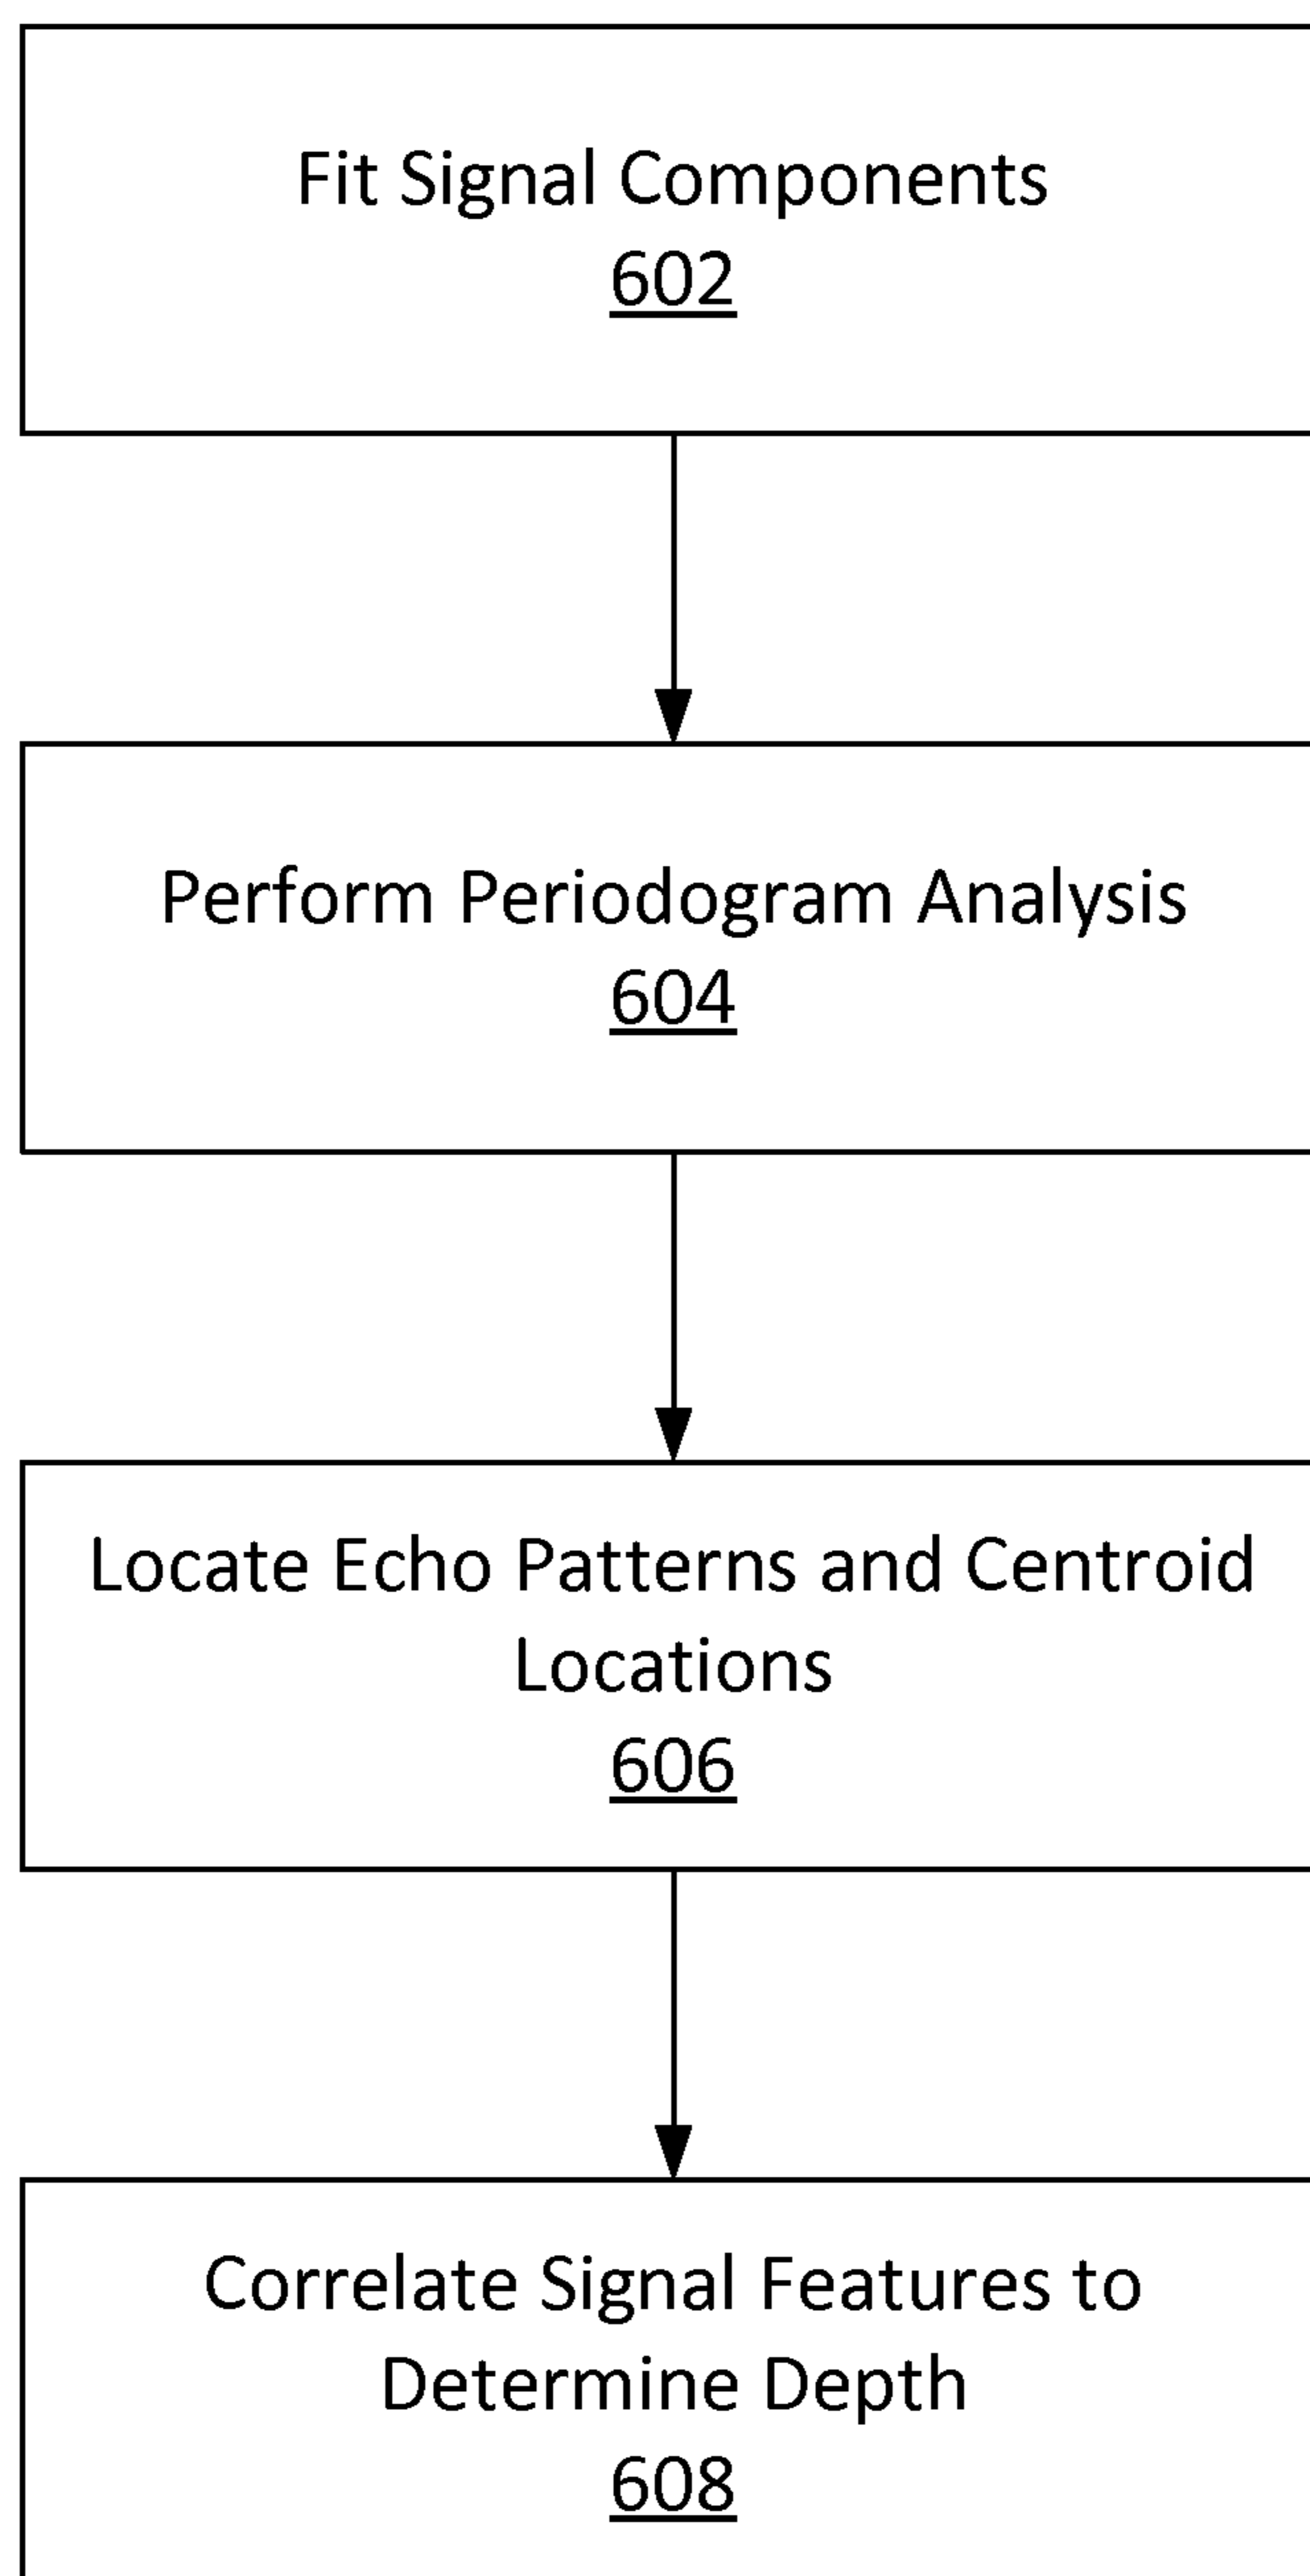 Fit Signal Components
602
Perform Periodogram Analysis
604
Locate Echo Patterns and Centroid
Locations
606
Correlate Signal Features to
Determine Depth
608